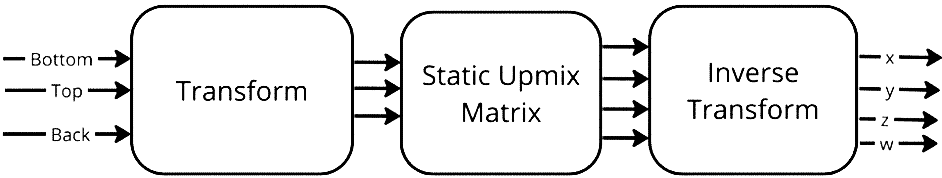 Bottom
Top
Back
Transform
Static Upmix
Matrix
Inverse
Transform
x
y
z
w